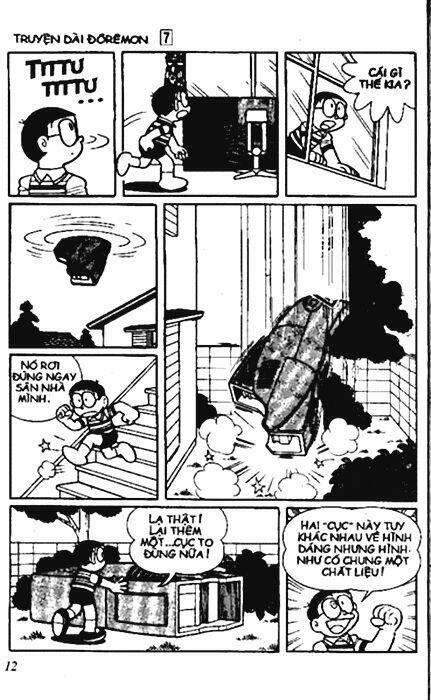 TRUYỆN DÀI ĐÔRÊMON 7
TTTTU
TTTTU
...
CÁI GÌ
THẾ KIA?
NÓ RƠI
ĐÚNG NGAY
SÂN NHÀ
MÌNH.
LẠ THẬT!
LẠI THÊM
MỘT...CỤC TO
ĐÙNG NỮA!
HAI "CỤC" NÀY TUY
KHÁC NHAU VỀ HÌNH
DÁNG NHƯNG HÌNH
NHƯ CÓ CHUNG MỘT
CHẤT LIỆU!
12